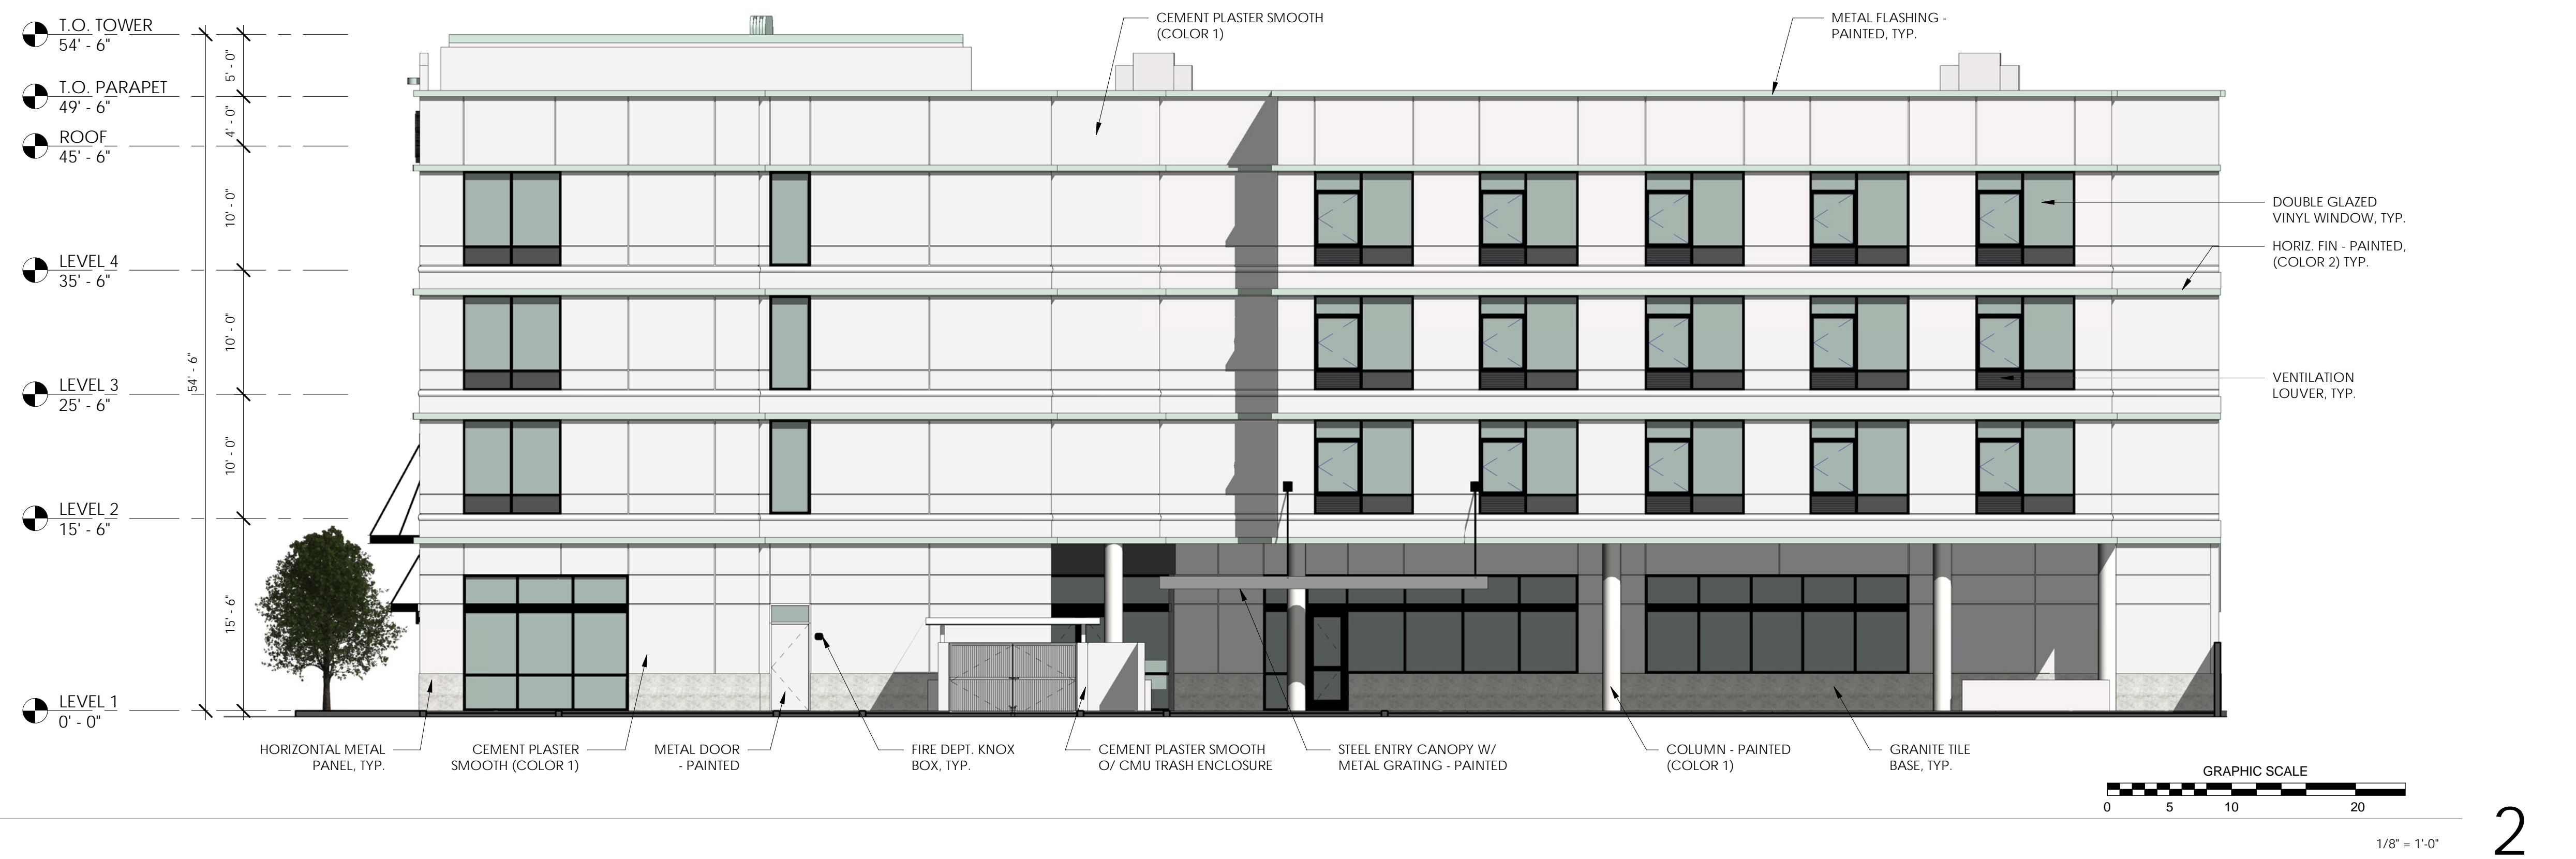 T.O. TOWER
54' - 6"
T.O. PARAPET
49' - 6"
ROOF
45' - 6"
LEVEL 4
35' - 6"
LEVEL 3
25' - 6"
LEVEL 2
15' - 6"
LEVEL 1
0' - 0"
54' - 6"
5' - 0"
4' - 0"
10' - 0"
10' - 0"
10' - 0"
15' - 6"
CEMENT PLASTER SMOOTH
(COLOR 1)
METAL FLASHING -
PAINTED, TYP.
DOUBLE GLAZED
VINYL WINDOW, TYP.
HORIZ. FIN - PAINTED,
(COLOR 2) TYP.
VENTILATION
LOUVER, TYP.
HORIZONTAL METAL
PANEL, TYP.
CEMENT PLASTER
SMOOTH (COLOR 1)
METAL DOOR
- PAINTED
FIRE DEPT. KNOX
BOX, TYP.
CEMENT PLASTER SMOOTH
O/ CMU TRASH ENCLOSURE
STEEL ENTRY CANOPY W/
METAL GRATING - PAINTED
COLUMN - PAINTED
(COLOR 1)
GRANITE TILE
BASE, TYP.
GRAPHIC SCALE
0 5 10 20
1/8" = 1'-0"
2